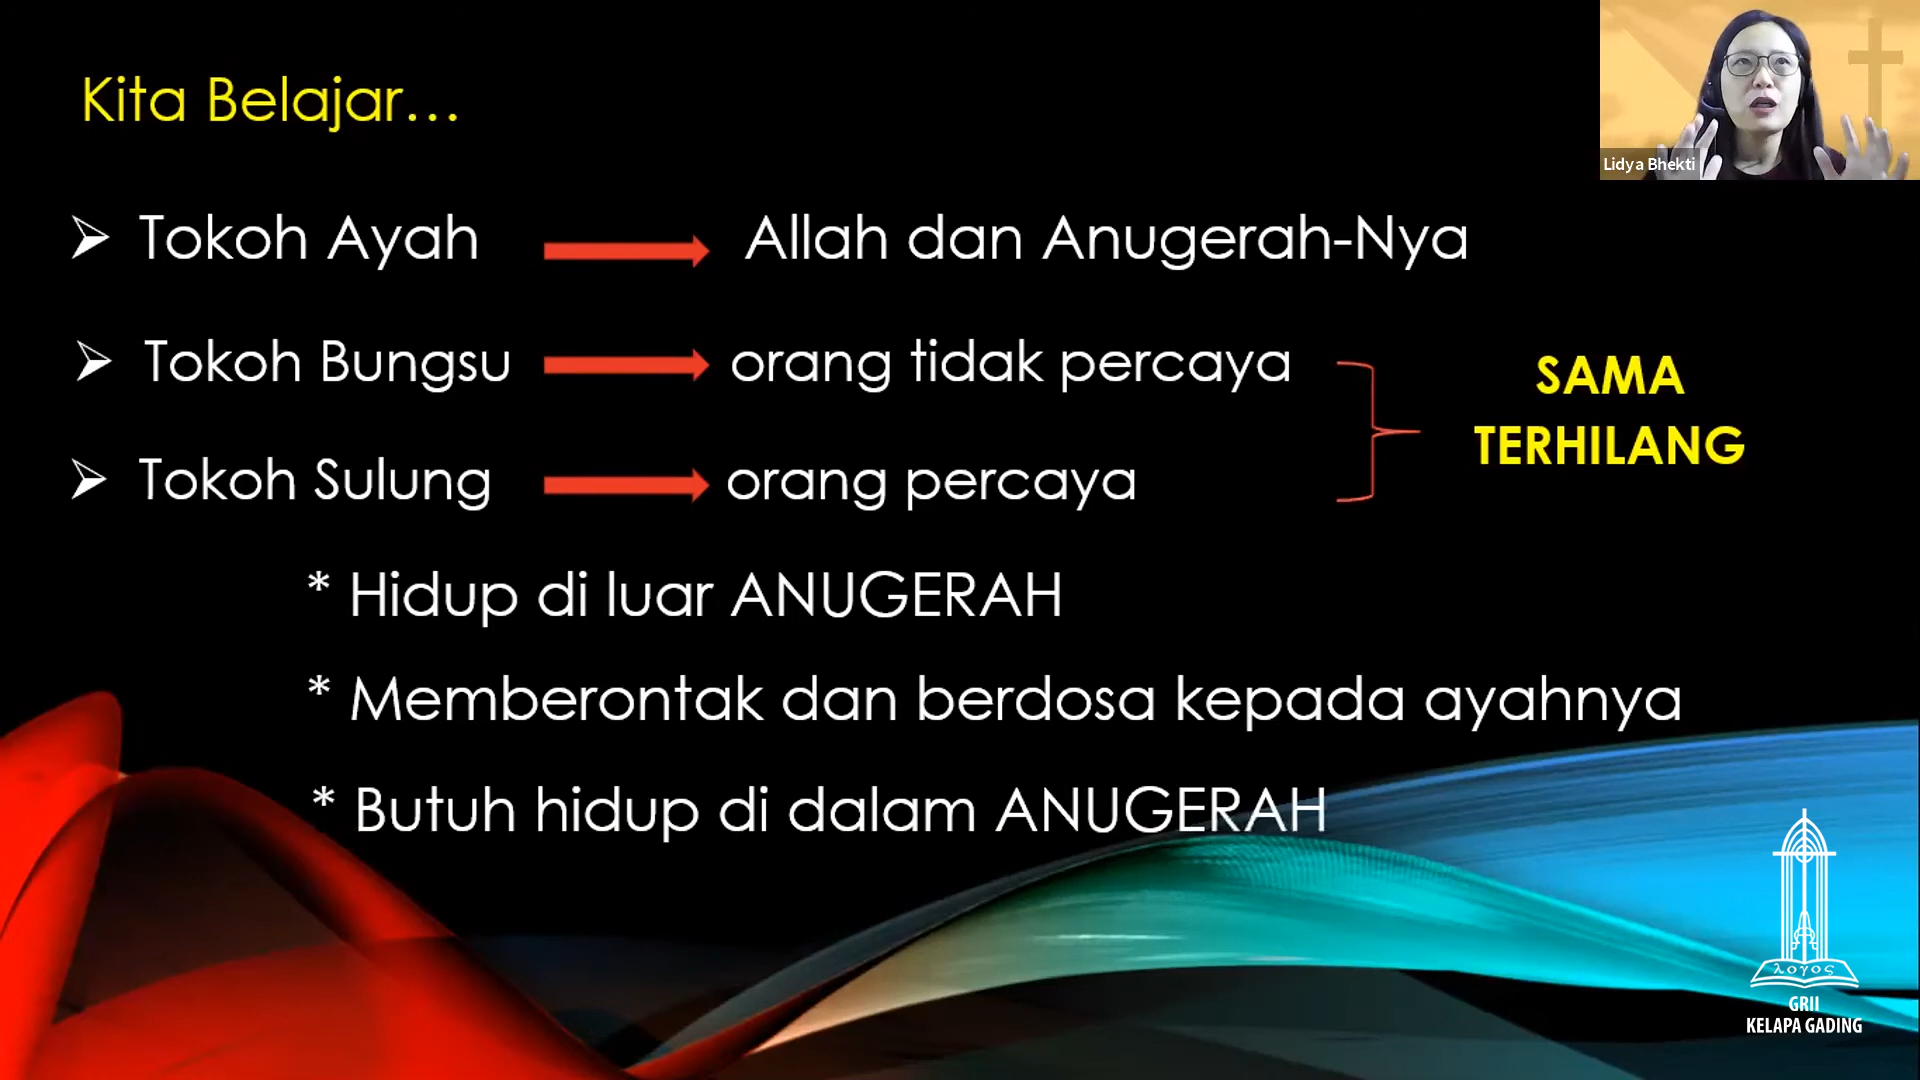 Kita Belajar...
Lidya Bhekti
➢ Tokoh Ayah Allah dan Anugerah-Nya
➢ Tokoh Bungsu orang tidak percaya
➢ Tokoh Sulung orang percaya
SAMA
TERHILANG
* Hidup di luar ANUGERAH
* Memberontak dan berdosa kepada ayahnya
* Butuh hidup di dalam ANUGERAH
λογος
GRII
KELAPA GADING